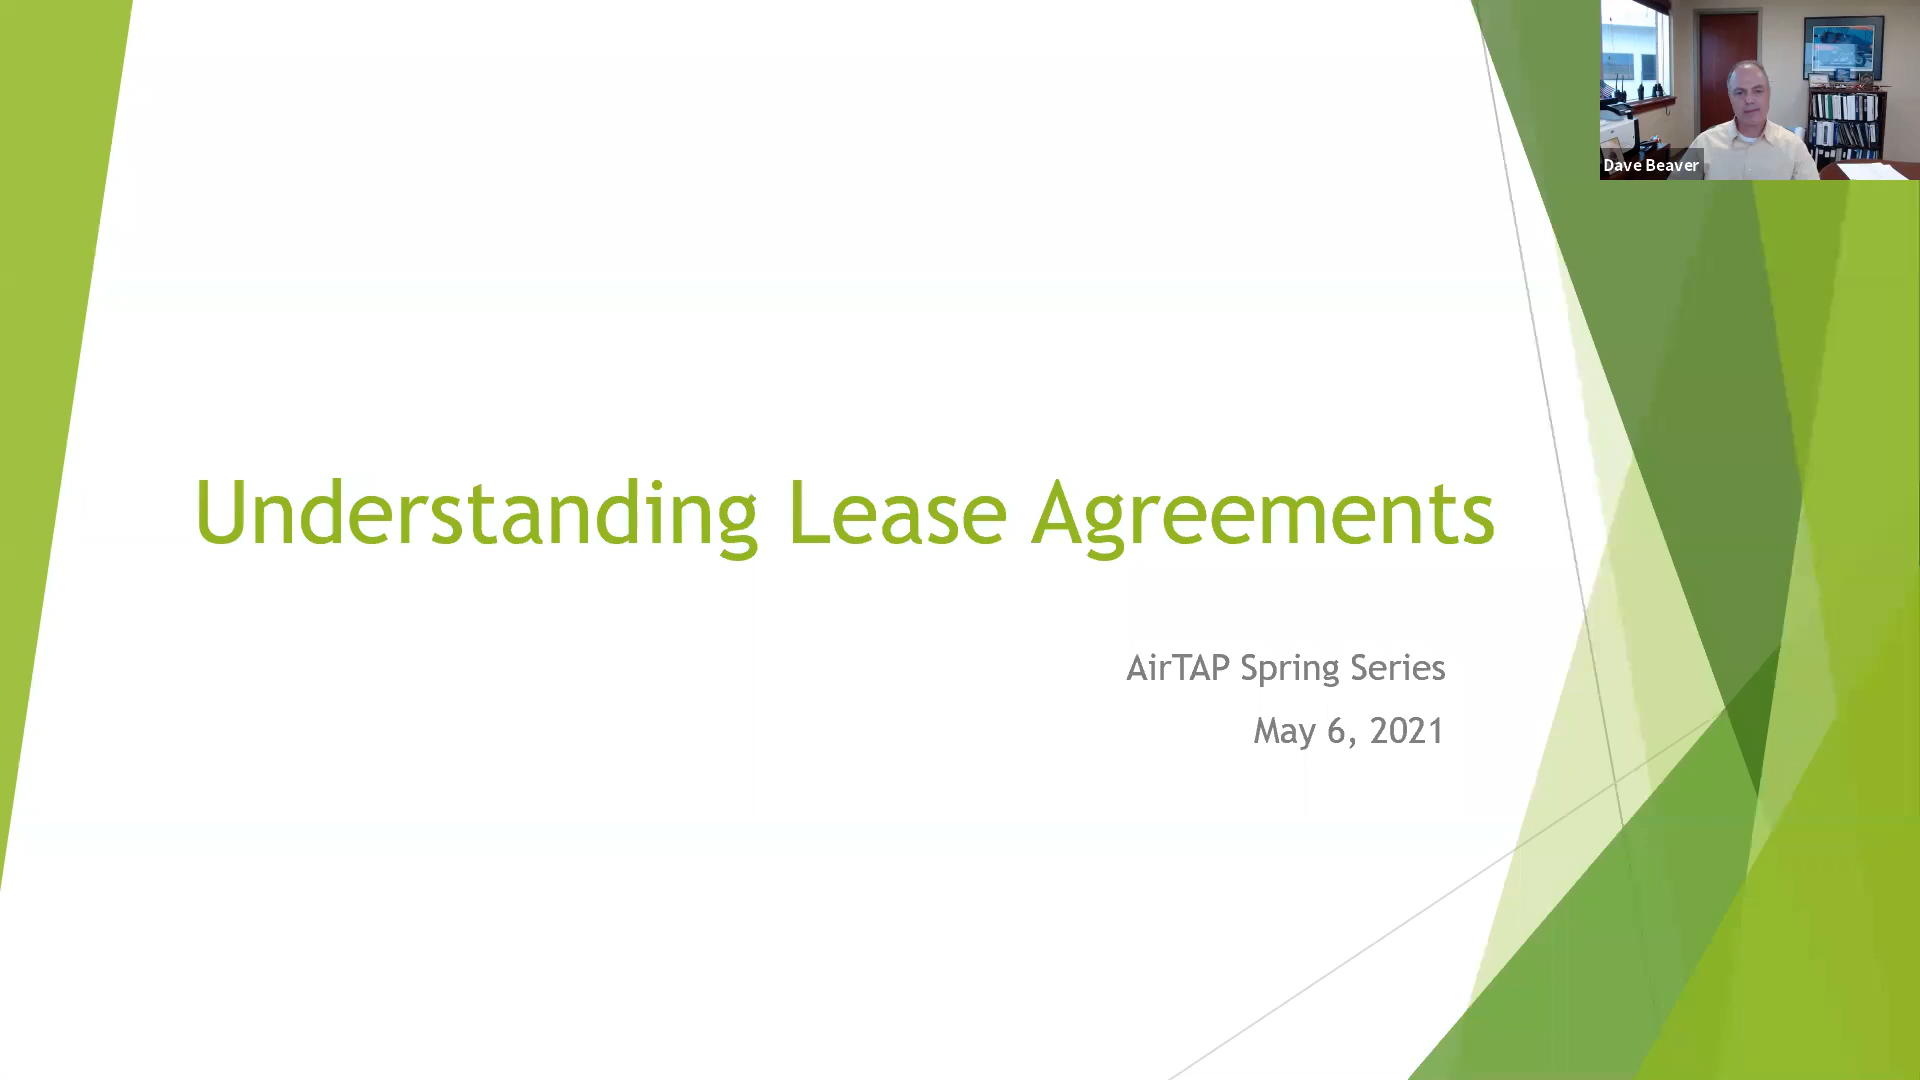 Dave Beaver
Understanding Lease Agreements
AirTAP Spring Series
May 6, 2021